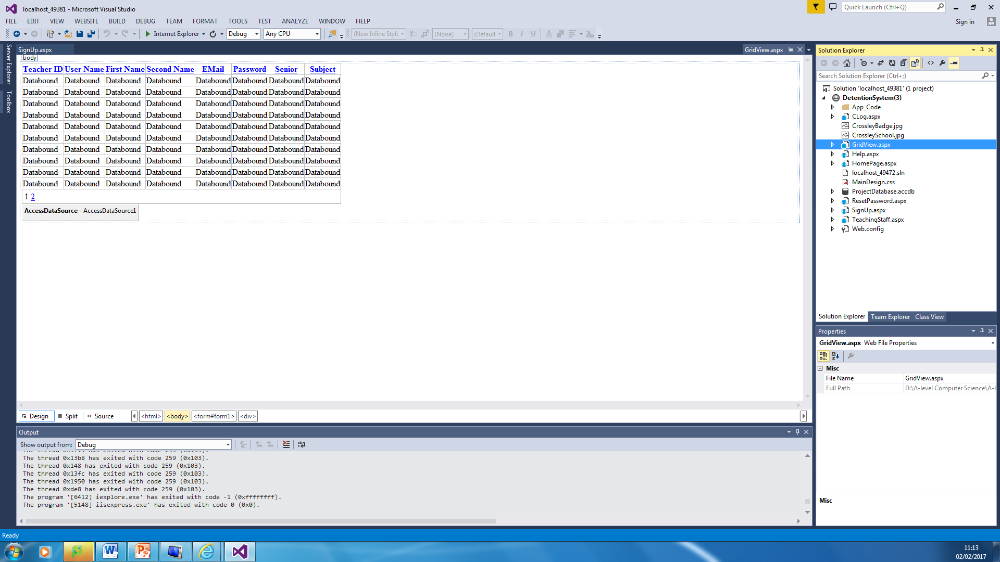 localhost_49381 - Microsoft Visual Studio
Quick Launch (Ctrl+Q)
FILE EDIT VIEW WEBSITE BUILD DEBUG TEAM FORMAT TOOLS TEST ANALYZE WINDOW HELP
Sign in
Internet Explorer Debug Any CPU (New Inline Style (None) (Default B I U A
Server Explorer
Toolbox
SignUp.aspx
GridView.aspx
body
Teacher ID User Name First Name Second Name EMail Password Senior Subject
Databound Databound Databound Databound Databound Databound Databound Databound
Databound Databound Databound Databound Databound Databound Databound Databound
Databound Databound Databound Databound Databound Databound Databound Databound
Databound Databound Databound Databound Databound Databound Databound Databound
Databound Databound Databound Databound Databound Databound Databound Databound
Databound Databound Databound Databound Databound Databound Databound Databound
Databound Databound Databound Databound Databound Databound Databound Databound
Databound Databound Databound Databound Databound Databound Databound Databound
Databound Databound Databound Databound Databound Databound Databound Databound
Databound Databound Databound Databound Databound Databound Databound Databound
1 2
AccessDataSource - AccessDataSource1
Design Split Source <html> <body> <form#form1> <div>
Output
Show output from: Debug
The thread 0x13b8 has exited with code 259 (0x103).
The thread 0x148 has exited with code 259 (0x103).
The thread 0x13fc has exited with code 259 (0x103).
The thread 0x1950 has exited with code 259 (0x103).
The thread 0xde8 has exited with code 259 (0x103).
The program '[6412] iexplore.exe' has exited with code -1 (0xffffffff).
The program '[5148] iisexpress.exe' has exited with code 0 (0x0).
Solution Explorer
Search Solution Explorer (Ctrl+;)
Solution 'localhost_49381' (1 project)
DetentionSystem(3)
App_Code
CLog.aspx
CrossleyBadge.jpg
CrossleySchool.jpg
GridView.aspx
Help.aspx
HomePage.aspx
localhost_49472.sln
MainDesign.css
ProjectDatabase.accdb
ResetPassword.aspx
SignUp.aspx
TeachingStaff.aspx
Web.config
Solution Explorer Team Explorer Class View
Properties
GridView.aspx Web File Properties
Misc
File Name GridView.aspx
Full Path D:\A-level Computer Science\A-L
Misc
Ready
11:13
02/02/2017